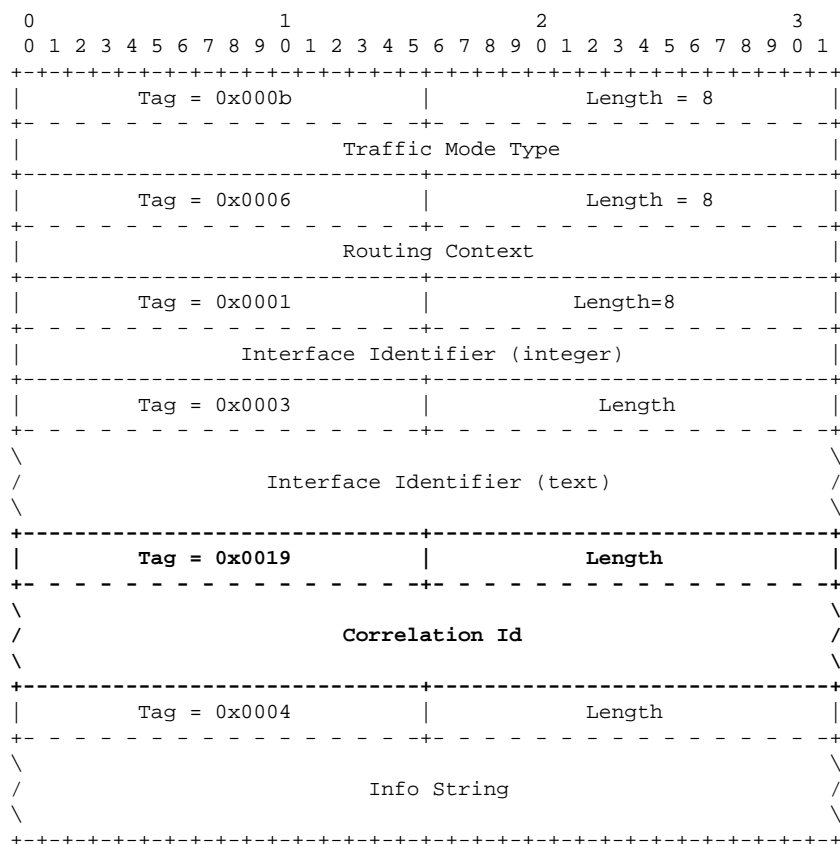 0                   1                   2                   3
 0 1 2 3 4 5 6 7 8 9 0 1 2 3 4 5 6 7 8 9 0 1 2 3 4 5 6 7 8 9 0 1
+-+-+-+-+-+-+-+-+-+-+-+-+-+-+-+-+-+-+-+-+-+-+-+-+-+-+-+-+-+-+-+-+
|         Tag = 0x000b          |            Length = 8         |
+- - - - - - - - - - - - - - - -+- - - - - - - - - - - - - - - -+
|                         Traffic Mode Type                     |
+-------------------------------+-------------------------------+
|         Tag = 0x0006          |            Length = 8         |
+- - - - - - - - - - - - - - - -+- - - - - - - - - - - - - - - -+
|                         Routing Context                       |
+-------------------------------+-------------------------------+
|         Tag = 0x0001          |           Length=8            |
+- - - - - - - - - - - - - - - -+- - - - - - - - - - - - - - - -+
|                 Interface Identifier (integer)                |
+-------------------------------+-------------------------------+
|         Tag = 0x0003          |             Length            |
+- - - - - - - - - - - - - - - -+- - - - - - - - - - - - - - - -+
\                                                               \
/                   Interface Identifier (text)                 /
\                                                               \
+-------------------------------+-------------------------------+
|         Tag = 0x0019          |            Length             |
+- - - - - - - - - - - - - - - -+- - - - - - - - - - - - - - - -+
\                                                               \
/                         Correlation Id                        /
\                                                               \
+-------------------------------+-------------------------------+
|         Tag = 0x0004          |            Length             |
+- - - - - - - - - - - - - - - -+- - - - - - - - - - - - - - - -+
\                                                               \
/                           Info String                         /
\                                                               \
+-+-+-+-+-+-+-+-+-+-+-+-+-+-+-+-+-+-+-+-+-+-+-+-+-+-+-+-+-+-+-+-+